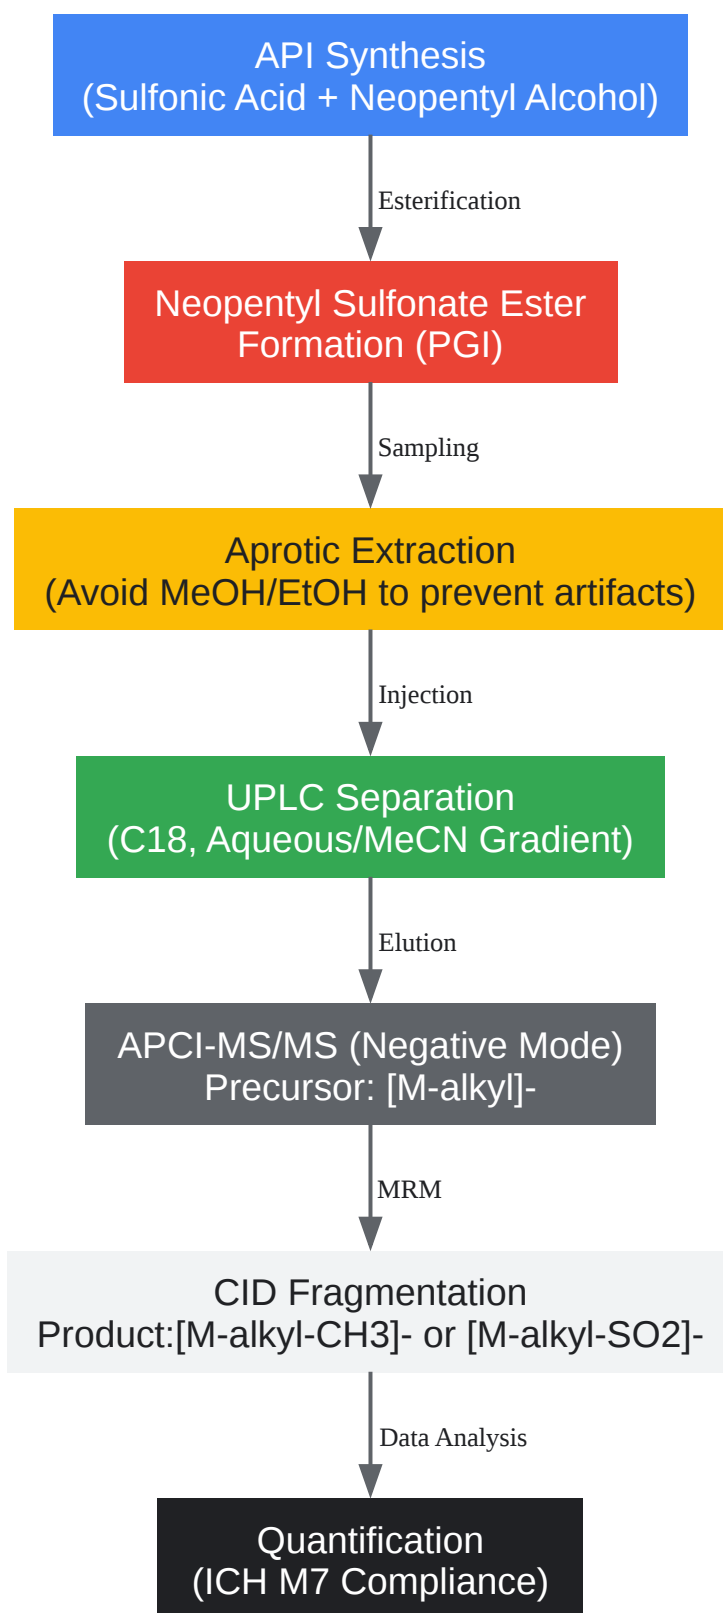 API Synthesis
(Sulfonic Acid + Neopentyl Alcohol)
Esterification
Neopentyl Sulfonate Ester
Formation (PGI)
Sampling
Aprotic Extraction
(Avoid MeOH/EtOH to prevent artifacts)
Injection
UPLC Separation
(C18, Aqueous/MeCN Gradient)
Elution
APCI-MS/MS (Negative Mode)
Precursor: [M-alkyl]-
MRM
CID Fragmentation
Product:[M-alkyl-CH3]- or [M-alkyl-SO2]-
Data Analysis
Quantification
(ICH M7 Compliance)